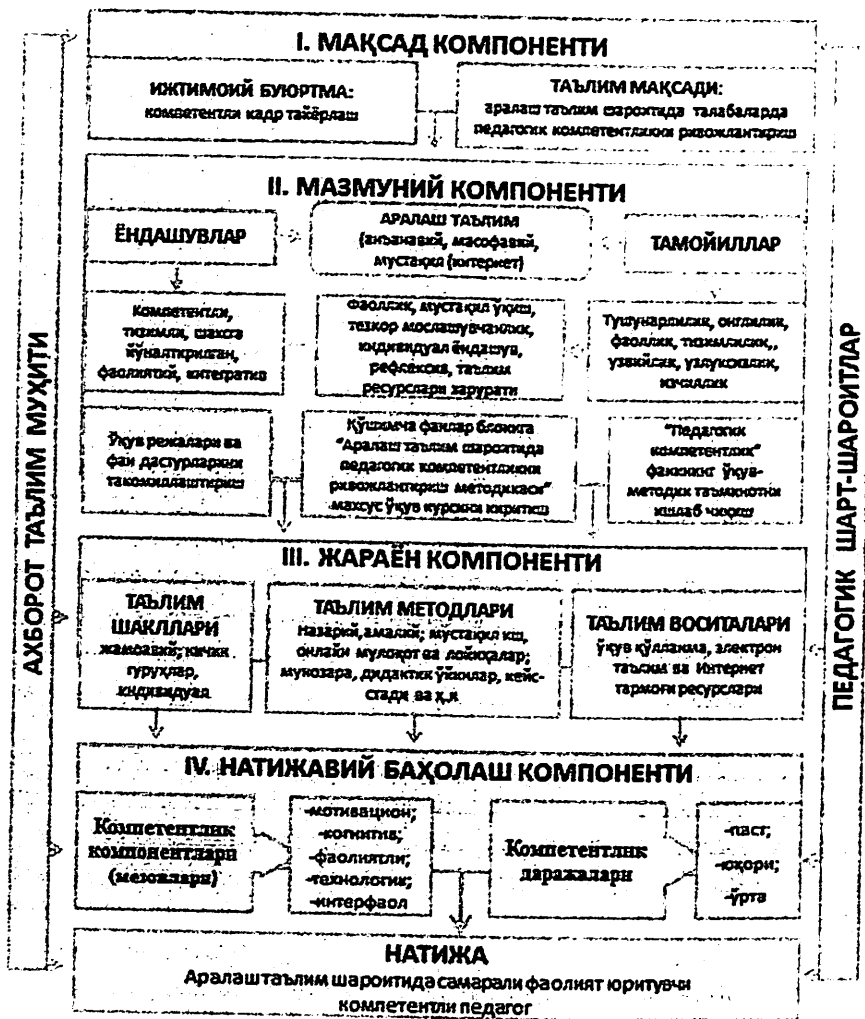 I. МАҚСАД КОМПОНЕНТИ
ИЖТИМОИЙ БУЮРТМА:
компетентли кадр тайёрлаш
ТАЪЛИМ МАҚСАДИ:
аралаш таълим шароитида талабаларда
педагогик компетентликни ривожлантириш
II. МАЗМУНИЙ КОМПОНЕНТИ
ЁНДАШУВЛАР
АРАЛАШ ТАЪЛИМ
(анъанавий, масофавий,
мустақил (интернет)
ТАМОЙИЛЛАР
Компетентли,
тизимли, шахсга
йўналтирилган,
фаолиятий, интегратив
Фаоллик, мустақил ўқиш,
тезкор мослашувчанлик,
индивидуал ёндашув,
рефлексия, таълим
ресурслари зарурати
Тушунарлилик, онглилик,
фаоллик, тизимлилик,,
узвийлик, узлуксизлик,
изчиллик
Ўқув режалари ва
фан дастурларини
такомиллаштириш
Қўшимча фанлар блокига
"Аралаш таълим шароитида
педагогик компетентликни
ривожлантириш методикаси"
махсус ўқув курсини киритиш
"Педагогик
компетентлик"
фанининг ўқув-
методик таъминотни
ишлаб чиқиш
III. ЖАРАЁН КОМПОНЕНТИ
ТАЪЛИМ
ШАКЛЛАРИ
жамоавий; кичик
гуруҳлар,
индивидуал
ТАЪЛИМ МЕТОДЛАРИ
назарий, амалий; мустақил иш,
онлайн мулоқот ва лойиҳалар;
мунозара, дидактик ўйинлар, кейс-
стади ва ҳ.к
ТАЪЛИМ ВОСИТАЛАРИ
ўқув қўлланма, электрон
таълим ва Интернет
тармоғи ресурслари
IV. НАТИЖАВИЙ БАҲОЛАШ КОМПОНЕНТИ
Компетентлик
компонентлари
(мезонлари)
-мотивацион;
-когнитив;
-фаолиятли;
-технологик;
-интерфаол
Компетентлик
даражалари
-паст;
-юқори;
-ўрта
НАТИЖА
Аралаш таълим шароитида самарали фаолият юритувчи
компетентли педагог
АХБОРОТ ТАЪЛИМ МУҲИТИ
ПЕДАГОГИК ШАРТ-ШАРОИТЛАР